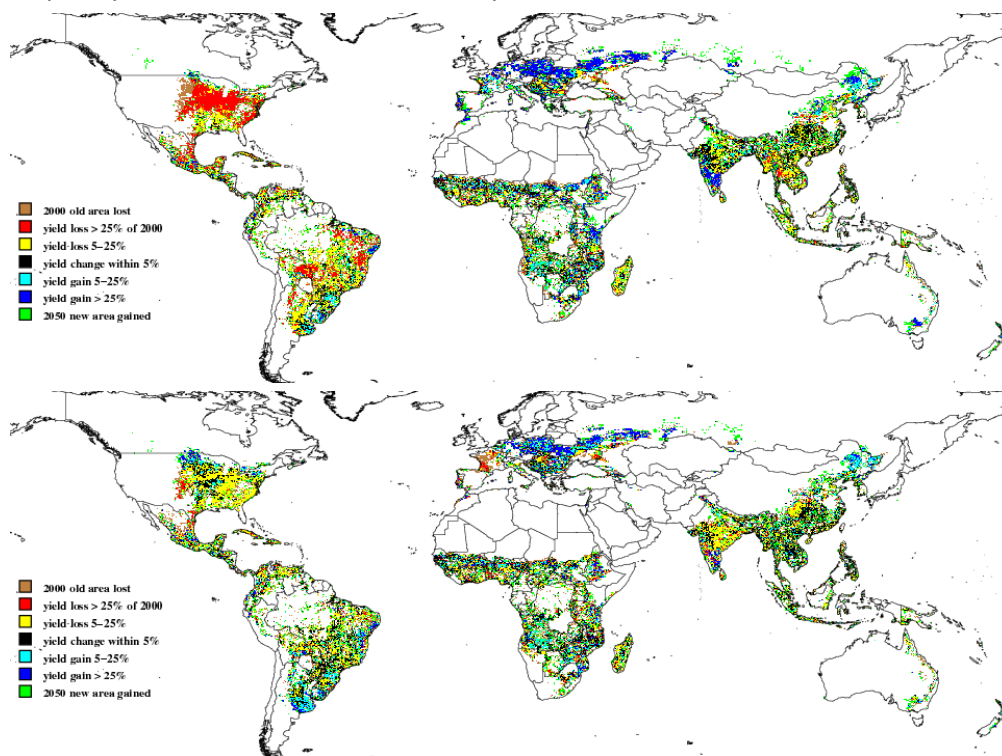 2000 old area lost
yield loss > 25% of 2000
yield loss 5-25%
yield change within 5%
yield gain 5-25%
yield gain > 25%
2050 new area gained
2000 old area lost
yield loss > 25% of 2000
yield loss 5-25%
yield change within 5%
yield gain 5-25%
yield gain > 25%
2050 new area gained